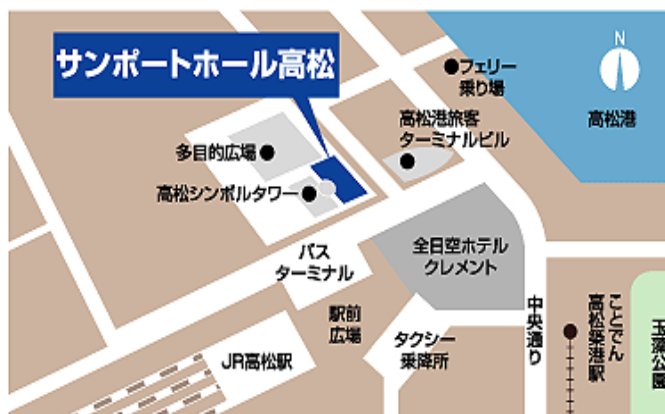 サンポートホール高松
N
フェリー
乗り場
高松港
高松港旅客
ターミナルビル
多目的広場
高松シンボルタワー
バス
ターミナル
全日空ホテル
クレメント
駅前
広場
タクシー
乗降所
JR高松駅
中央通り
ことでん
高松築港駅
玉藻公園